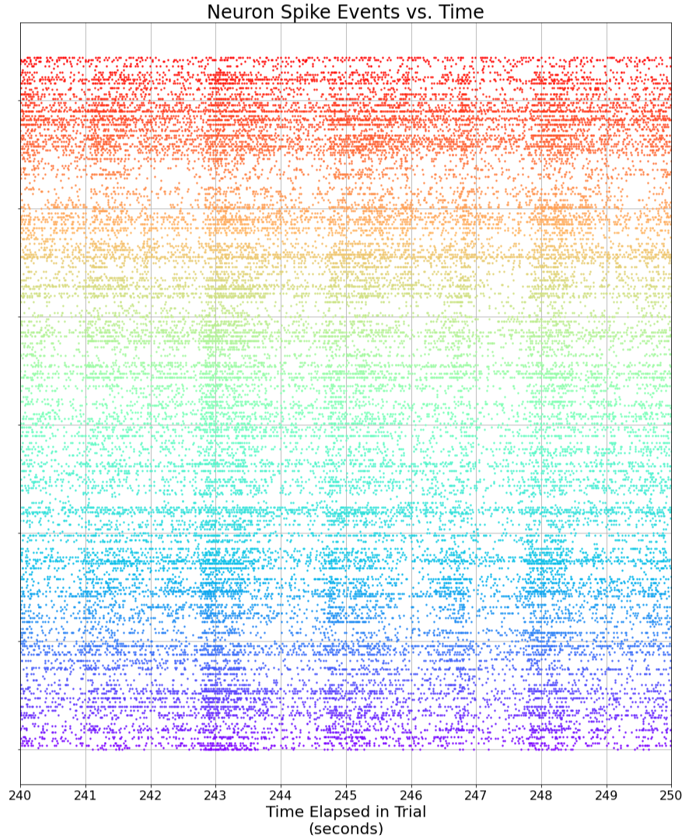 Neuron Spike Events vs. Time
240 241 242 243 244 245 246 247 248 249 250
Time Elapsed in Trial
(seconds)